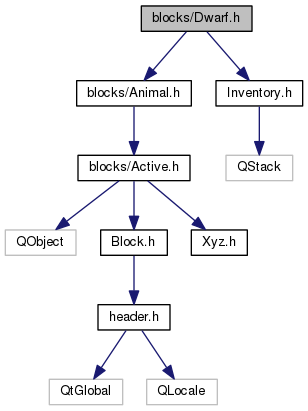 blocks/Dwarf.h
blocks/Animal.h
Inventory.h
blocks/Active.h
QStack
QObject
Block.h
Xyz.h
header.h
QtGlobal
QLocale